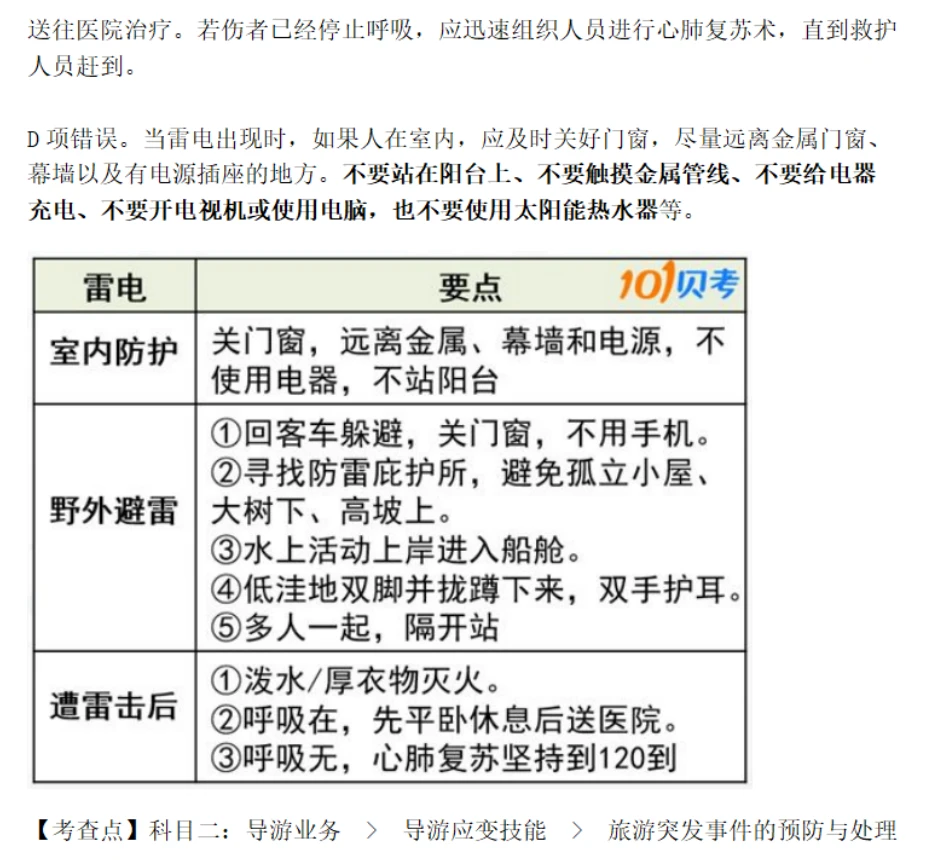 送往医院治疗。若伤者已经停止呼吸，应迅速组织人员进行心肺复苏术，直到救护
人员赶到。
D 项错误。当雷电出现时，如果人在室内，应及时关好门窗，尽量远离金属门窗、
幕墙以及有电源插座的地方。不要站在阳台上、不要触摸金属管线、不要给电器
充电、不要开电视机或使用电脑，也不要使用太阳能热水器等。
雷电 要点 101贝考
室内防护 关门窗，远离金属、幕墙和电源，不
使用电器，不站阳台
①回客车躲避，关门窗，不用手机。
②寻找防雷庇护所，避免孤立小屋、
野外避雷 大树下、高坡上。
③水上活动上岸进入船舱。
④低洼地双脚并拢蹲下来，双手护耳。
⑤多人一起，隔开站
①泼水/厚衣物灭火。
遭雷击后 ②呼吸在，先平卧休息后送医院。
③呼吸无，心肺复苏坚持到120到
【考查点】科目二：导游业务 > 导游应变技能 > 旅游突发事件的预防与处理